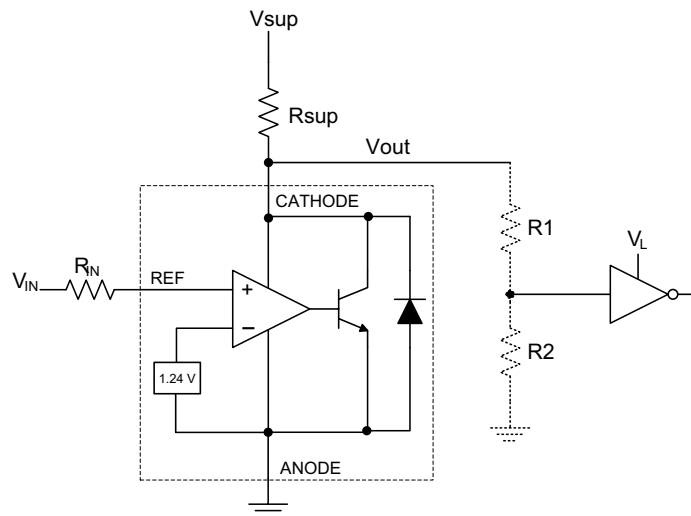 Vsup
Rsup
Vout
CATHODE
R1
RIN
VIN
REF
+
−
VL
R2
1.24 V
ANODE